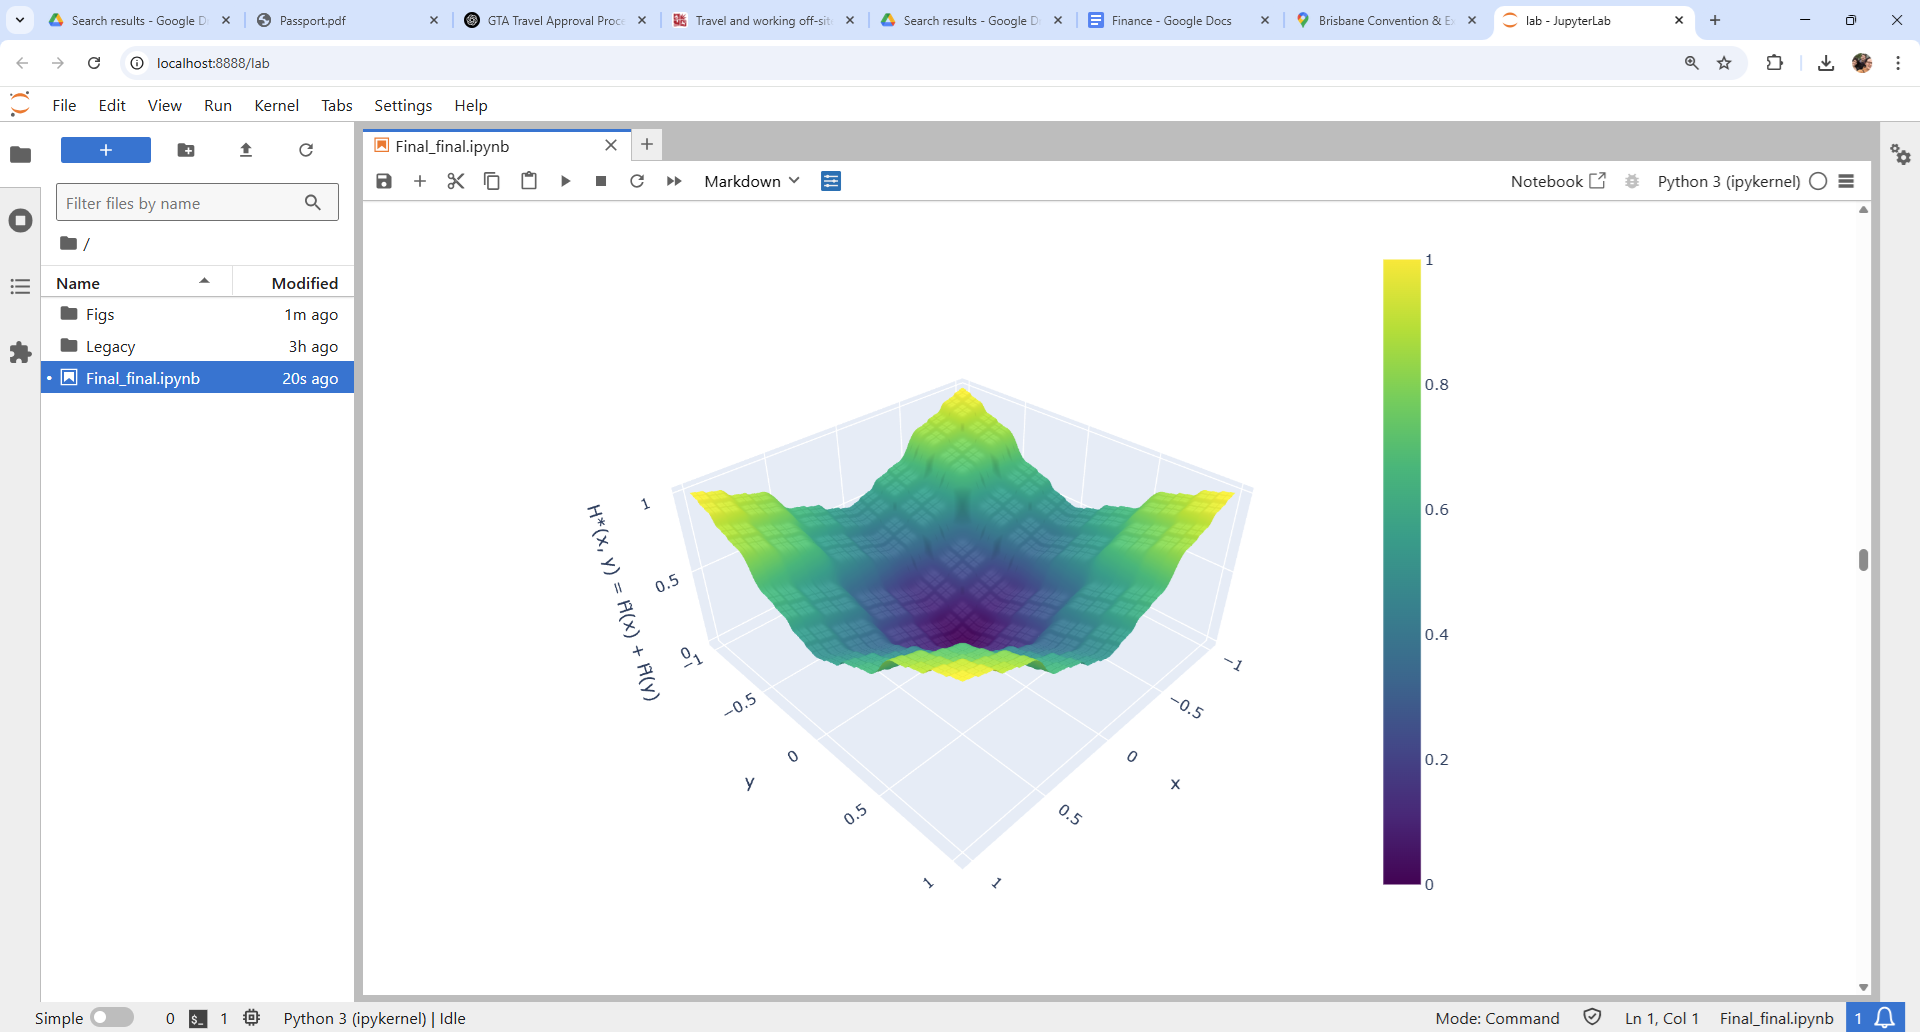 Search results - Google D
Passport.pdf
GTA Travel Approval Proce
Travel and working off-sit
Search results - Google D
Finance - Google Docs
Brisbane Convention & E
lab - JupyterLab
localhost:8888/lab
File Edit View Run Kernel Tabs Settings Help
Final_final.ipynb
Markdown
Notebook
Python 3 (ipykernel)
Filter files by name
/
Name Modified
Figs 1m ago
Legacy 3h ago
Final_final.ipynb 20s ago
1
0.5
0
H*(x, y) = H(x) + H(y)
−1
−0.5
0
0.5
1
y
−1
−0.5
0
0.5
1
x
1
0.8
0.6
0.4
0.2
0
Simple 0 $_ 1 Python 3 (ipykernel) | Idle
Mode: Command Ln 1, Col 1 Final_final.ipynb 1